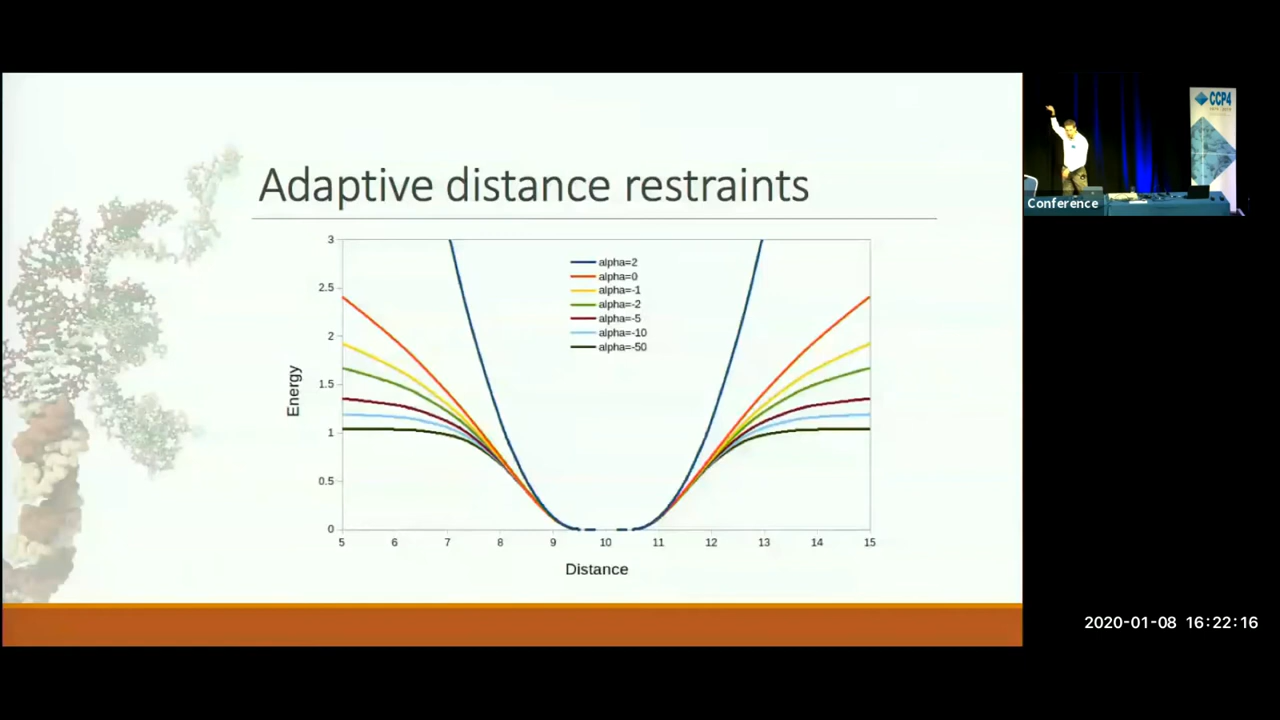 Adaptive distance restraints
3
2.5
2
1.5
1
0.5
0
Energy
alpha=2
alpha=0
alpha=-1
alpha=-2
alpha=-5
alpha=-10
alpha=-50
5 6 7 8 9 10 11 12 13 14 15
Distance
CCP4
Conference
2020-01-08 16:22:16